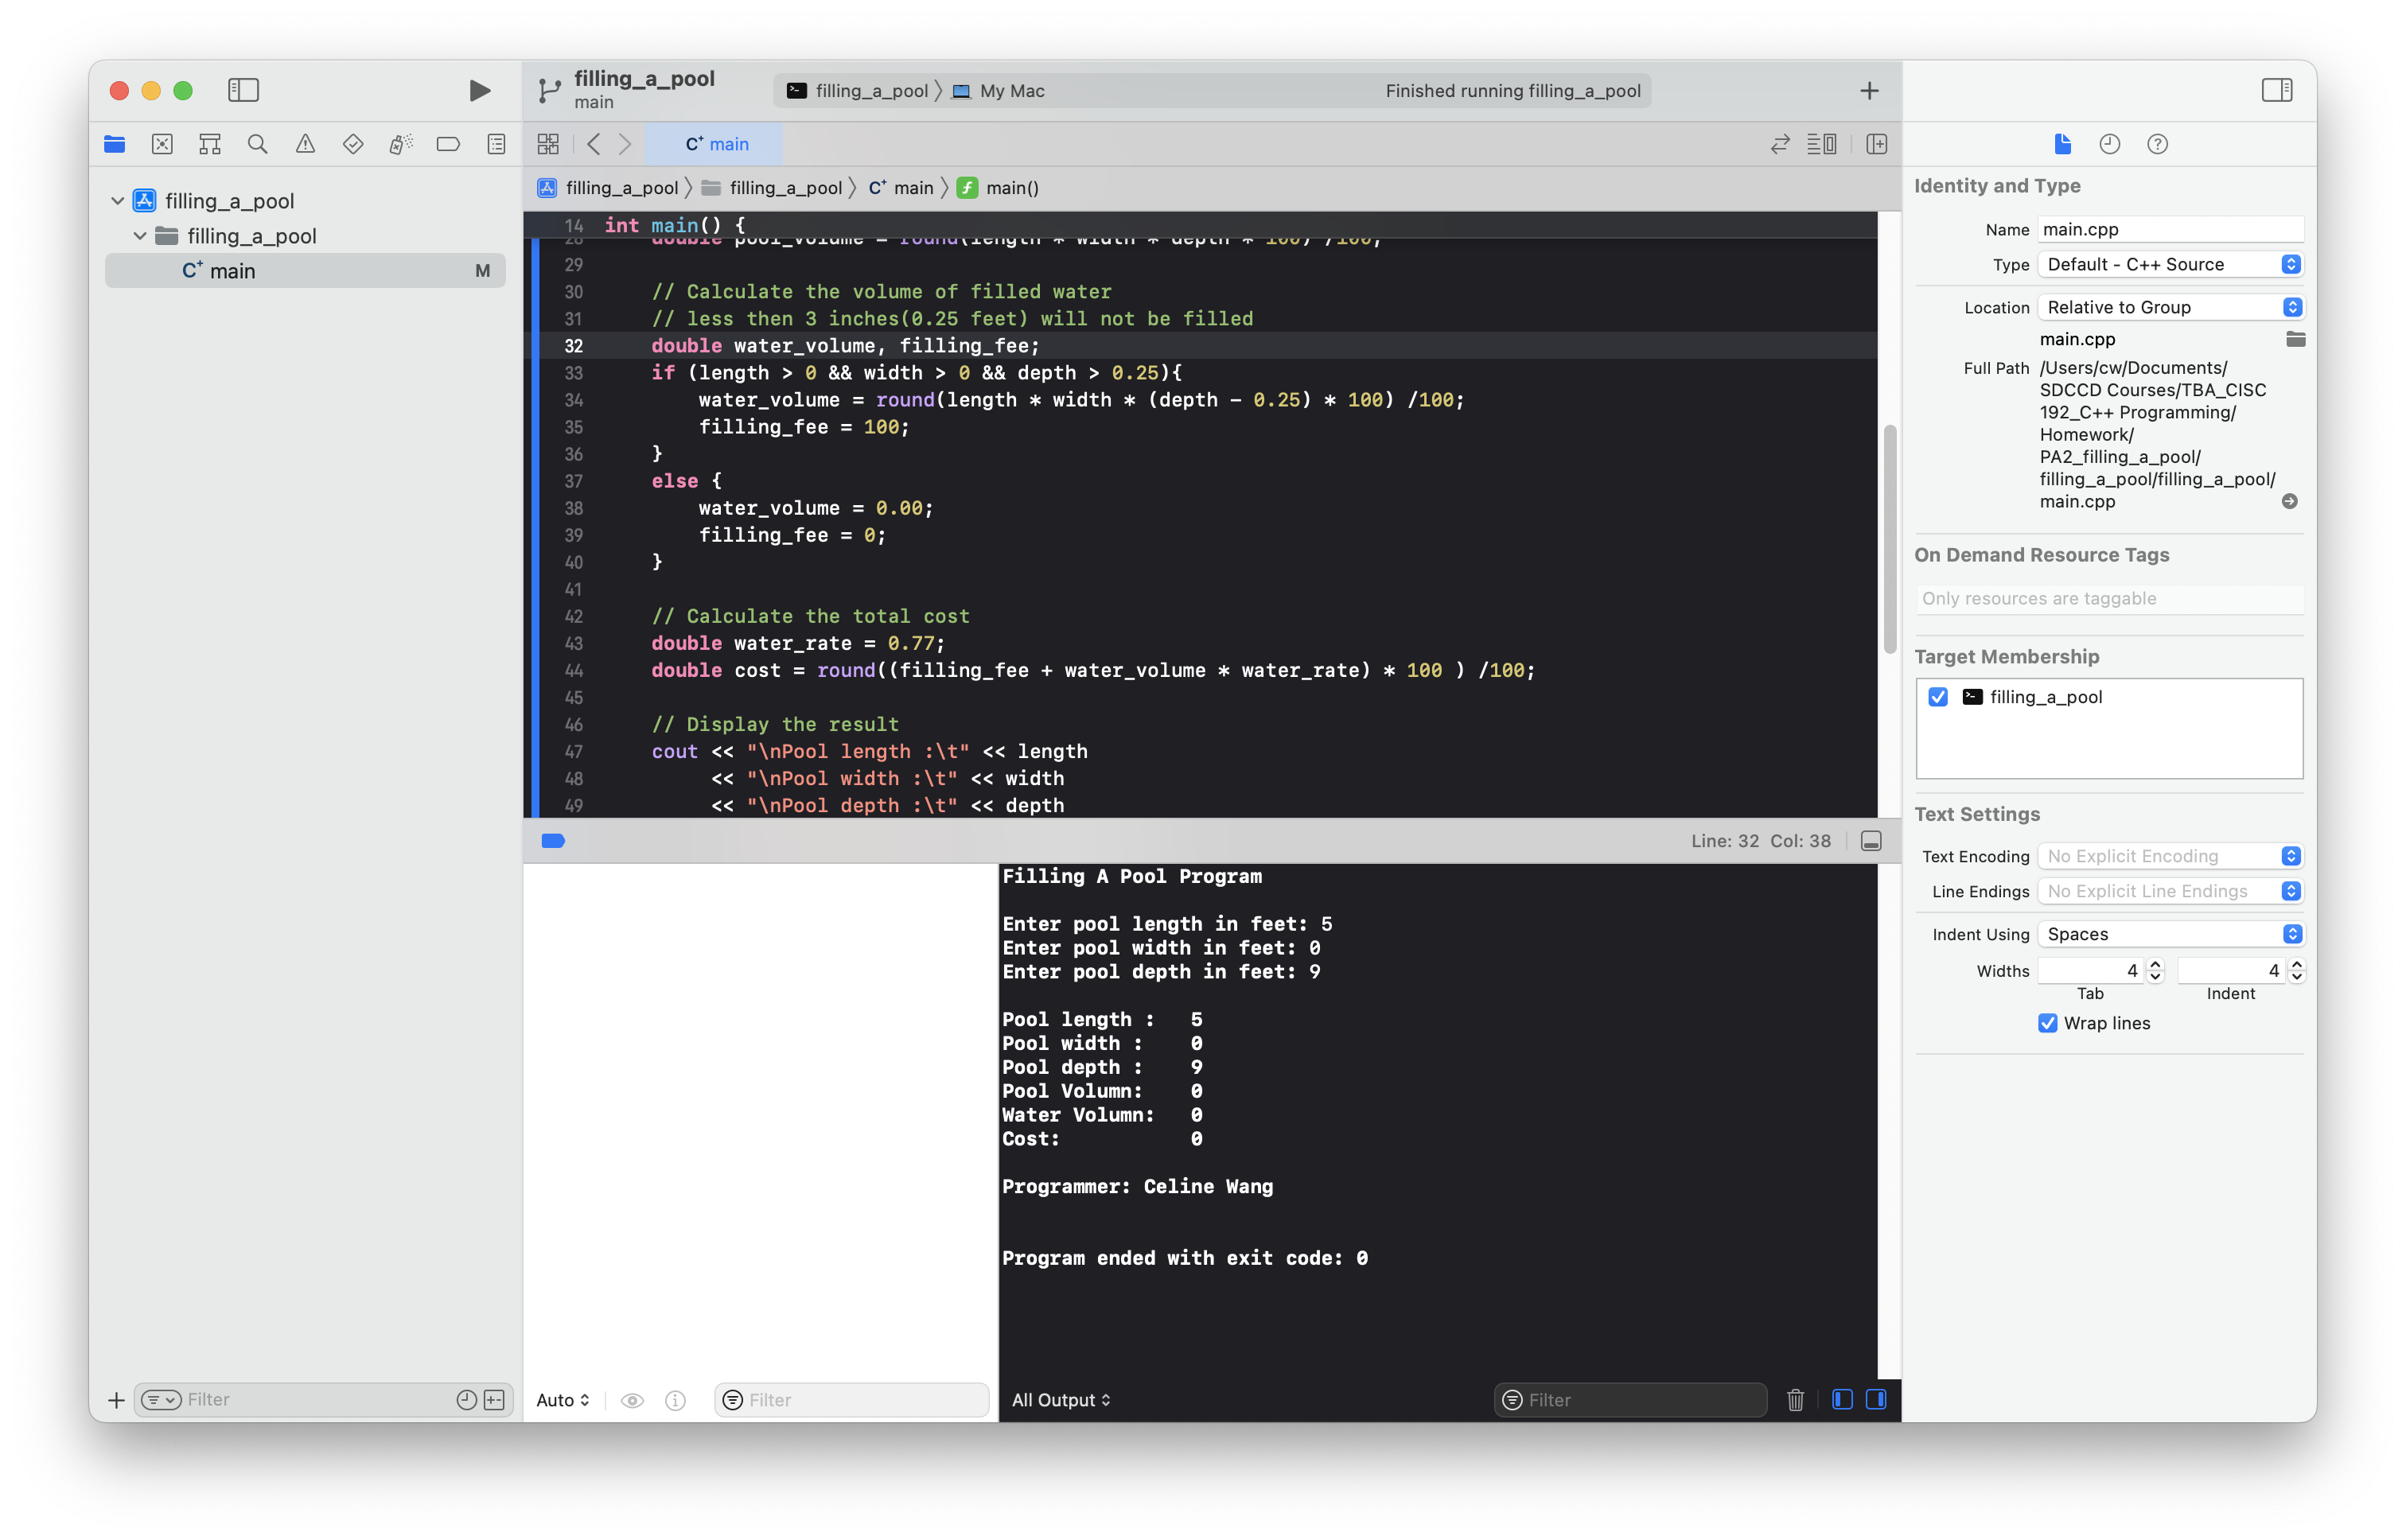 filling_a_pool
main
filling_a_pool
My Mac
Finished running filling_a_pool
filling_a_pool
filling_a_pool
main
M
main
filling_a_pool
filling_a_pool
main
main()
14 int main() {
28 double pool_volume = round(length * width * depth * 100) /100;
29
30 // Calculate the volume of filled water
31 // less then 3 inches(0.25 feet) will not be filled
32 double water_volume, filling_fee;
33 if (length > 0 && width > 0 && depth > 0.25){
34 water_volume = round(length * width * (depth - 0.25) * 100) /100;
35 filling_fee = 100;
36 }
37 else {
38 water_volume = 0.00;
39 filling_fee = 0;
40 }
41
42 // Calculate the total cost
43 double water_rate = 0.77;
44 double cost = round((filling_fee + water_volume * water_rate) * 100 ) /100;
45
46 // Display the result
47 cout << "\nPool length :\t" << length
48 << "\nPool width :\t" << width
49 << "\nPool depth :\t" << depth
Line: 32 Col: 38
Filling A Pool Program
Enter pool length in feet: 5
Enter pool width in feet: 0
Enter pool depth in feet: 9
Pool length : 5
Pool width : 0
Pool depth : 9
Pool Volumn: 0
Water Volumn: 0
Cost: 0
Programmer: Celine Wang
Program ended with exit code: 0
Filter
Auto
Filter
All Output
Filter
Identity and Type
Name main.cpp
Type Default - C++ Source
Location Relative to Group
main.cpp
Full Path /Users/cw/Documents/
SDCCD Courses/TBA_CISC
192_C++ Programming/
Homework/
PA2_filling_a_pool/
filling_a_pool/filling_a_pool/
main.cpp
On Demand Resource Tags
Only resources are taggable
Target Membership
filling_a_pool
Text Settings
Text Encoding No Explicit Encoding
Line Endings No Explicit Line Endings
Indent Using Spaces
Widths 4 4
Tab Indent
Wrap lines